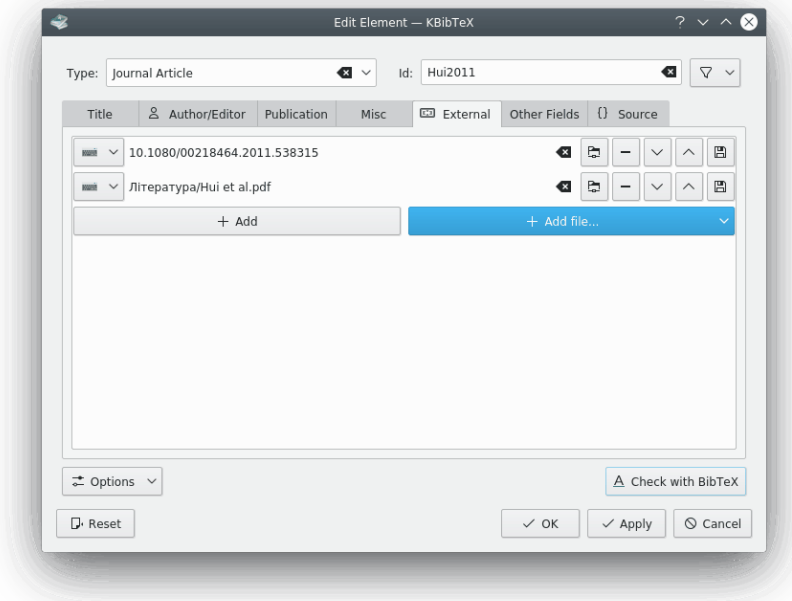 Edit Element — KBibTeX
Type: Journal Article Id: Hui2011
Title Author/Editor Publication Misc External Other Fields Source
10.1080/00218464.2011.538315
Література/Hui et al.pdf
Add Add file...
Options Check with BibTeX
Reset OK Apply Cancel